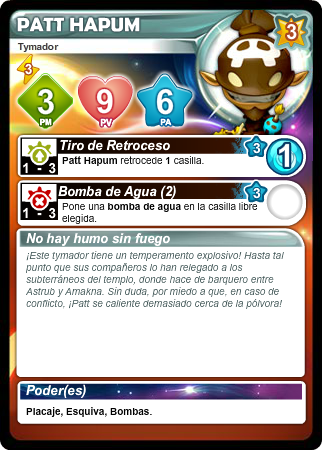 PATT HAPUM
3
Tymador
3
3
PM
9
PV
6
PA
Tiro de Retroceso
3
1
1 - 3
Patt Hapum retrocede 1 casilla.
Bomba de Agua (2)
3
1 - 3
Pone una bomba de agua en la casilla libre
elegida.
No hay humo sin fuego
¡Este tymador tiene un temperamento explosivo! Hasta tal
punto que sus compañeros lo han relegado a los
subterráneos del templo, donde hace de barquero entre
Astrub y Amakna. Sin duda, por miedo a que, en caso de
conflicto, ¡Patt se caliente demasiado cerca de la pólvora!
Poder(es)
Placaje, Esquiva, Bombas.